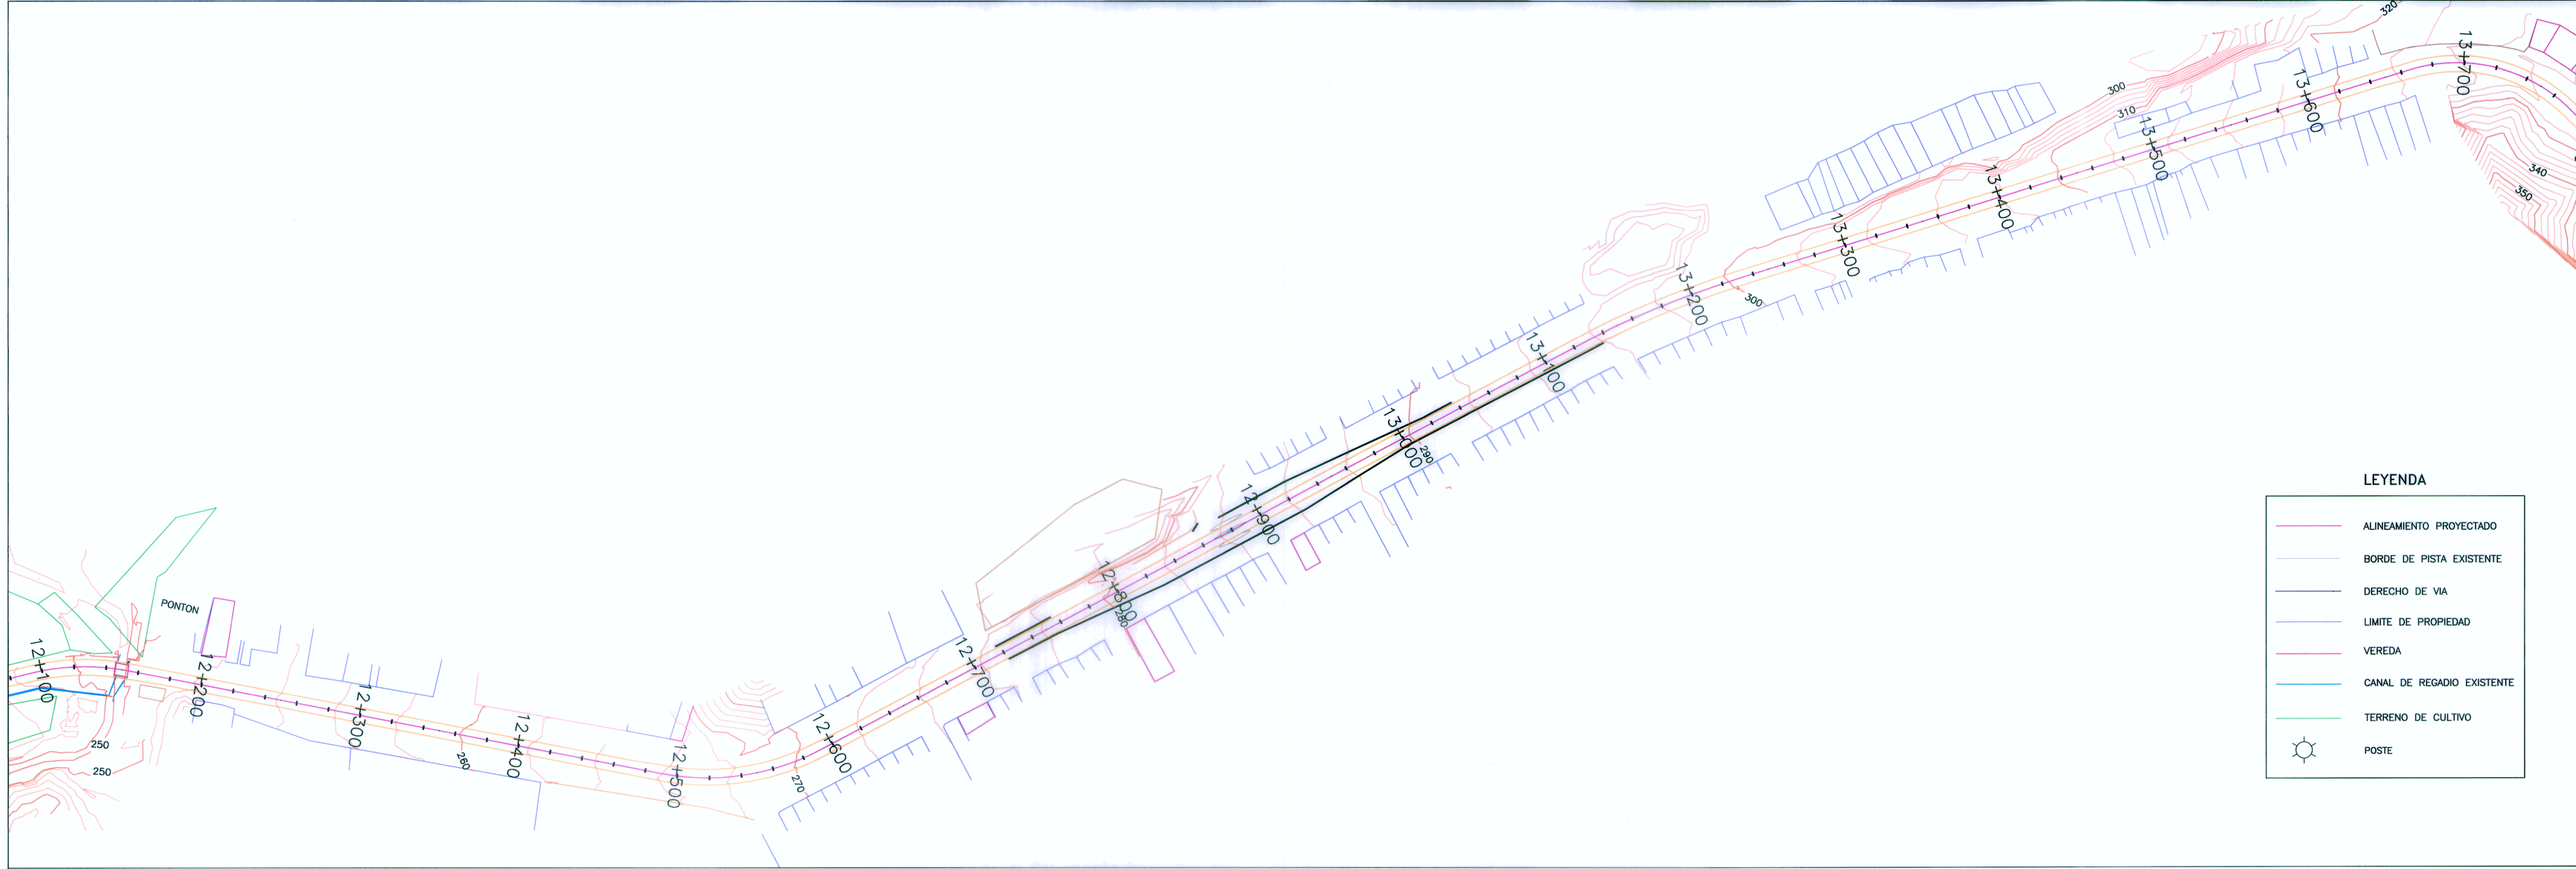 12+100
PONTON
12+200
12+300
12+400
12+500
12+600
12+700
12+800
12+900
13+000
13+100
13+200
13+300
13+400
13+500
13+600
13+700
250
250
260
270
280
290
300
300
310
320
340
350
LEYENDA
ALINEAMIENTO PROYECTADO
BORDE DE PISTA EXISTENTE
DERECHO DE VIA
LIMITE DE PROPIEDAD
VEREDA
CANAL DE REGADIO EXISTENTE
TERRENO DE CULTIVO
POSTE